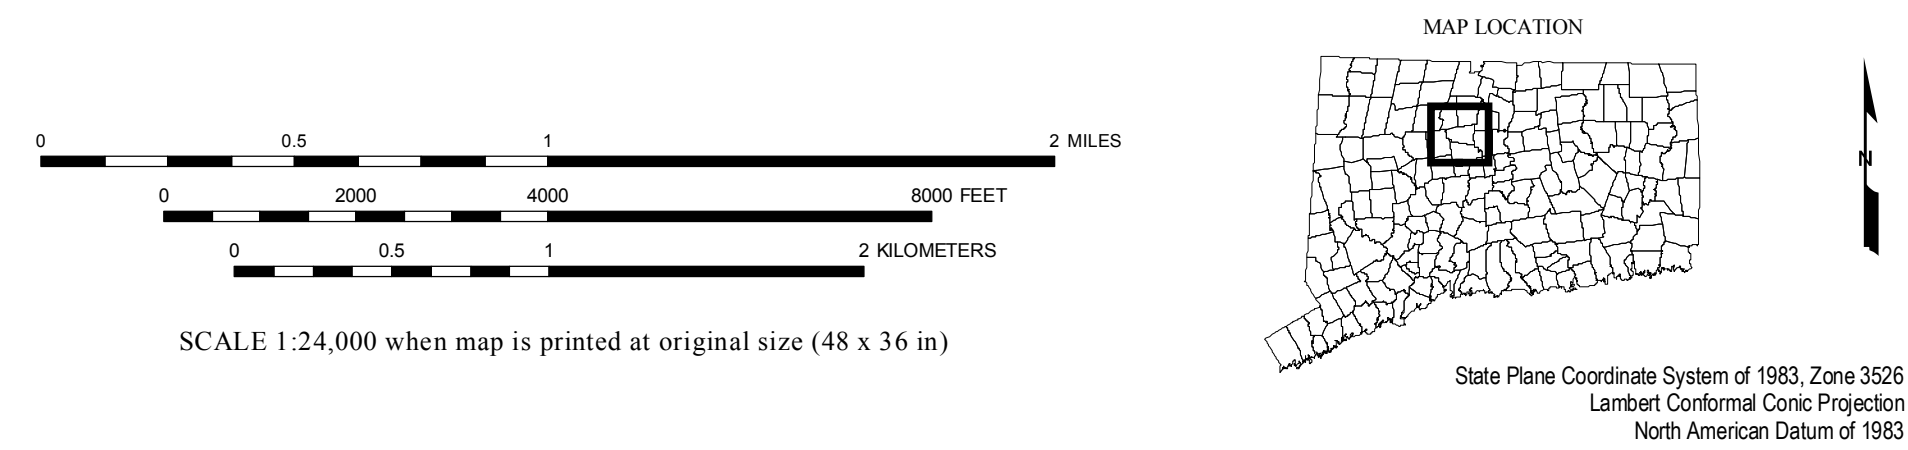 MAP LOCATION
0 0.5 1 2 MILES
0 2000 4000 8000 FEET
0 0.5 1 2 KILOMETERS
SCALE 1:24,000 when map is printed at original size (48 x 36 in)
N
State Plane Coordinate System of 1983, Zone 3526
Lambert Conformal Conic Projection
North American Datum of 1983